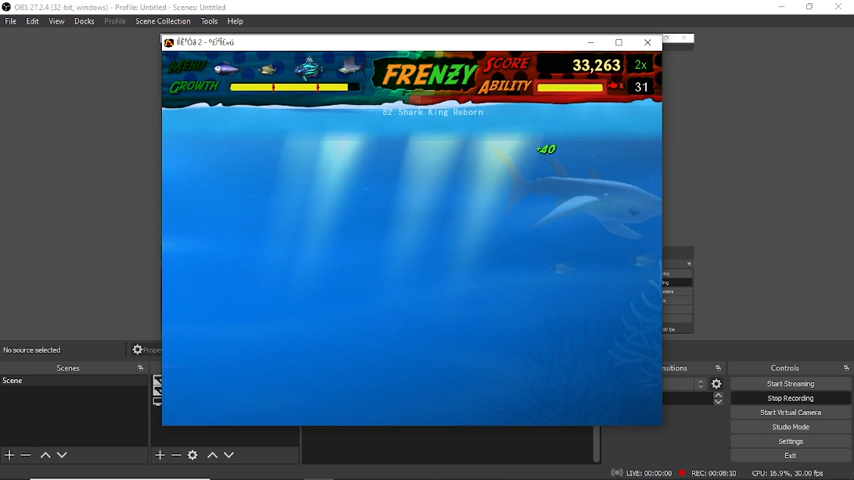 OBS 27.2.4 (32-bit, windows) - Profile: Untitled - Scenes: Untitled
File Edit View Docks Profile Scene Collection Tools Help
MENU
FRENZY
SCORE 33,263 2x
GROWTH
ABILITY x 31
62.Shark King Reborn
+40
No source selected
Scenes
Controls
Scene
Start Streaming
Stop Recording
Start Virtual Camera
Studio Mode
Settings
Exit
LIVE: 00:00:00 REC: 00:08:10 CPU: 16.9%, 30.00 fps